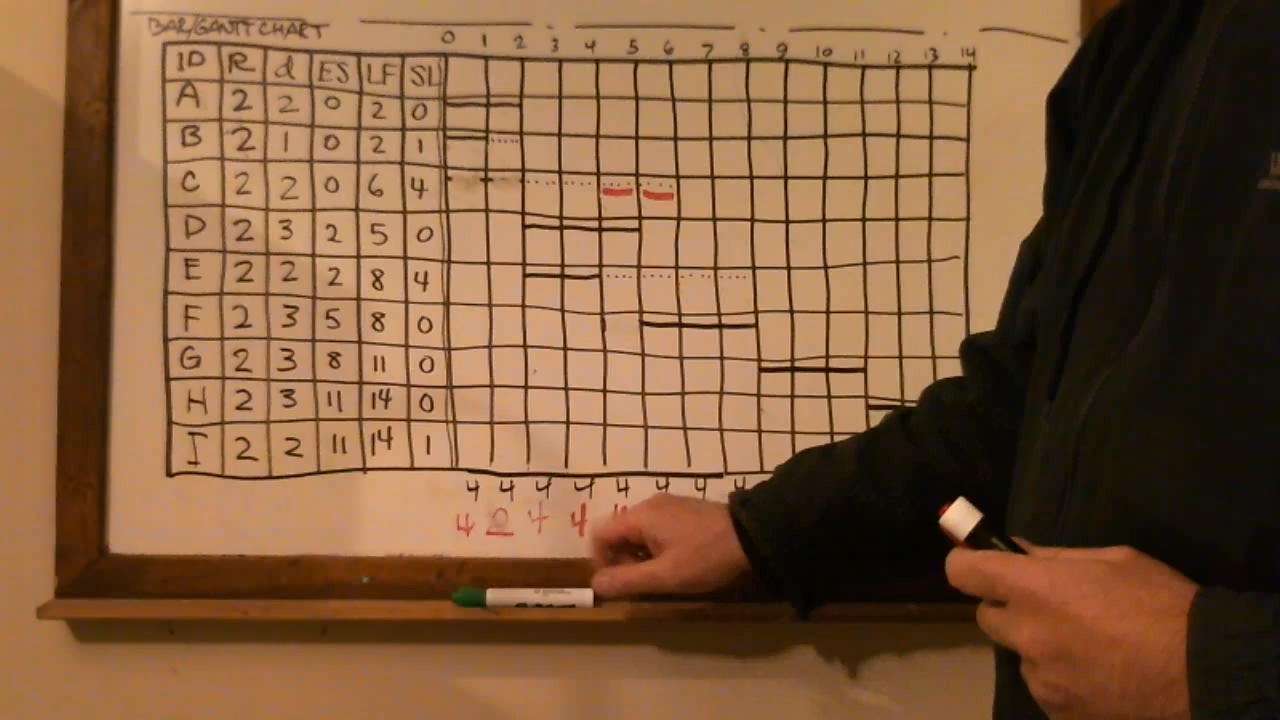 BAR/GANTT CHART
0 1 2 3 4 5 6 7 8 9 10 11 12 13 14
ID R d ES LF SL
A 2 2 0 2 0
B 2 1 0 2 1
C 2 2 0 6 4
D 2 3 2 5 0
E 2 2 2 8 4
F 2 3 5 8 0
G 2 3 8 11 0
H 2 3 11 14 0
I 2 2 11 14 1
4 4 4 4 4 4 4 4
4 4 4